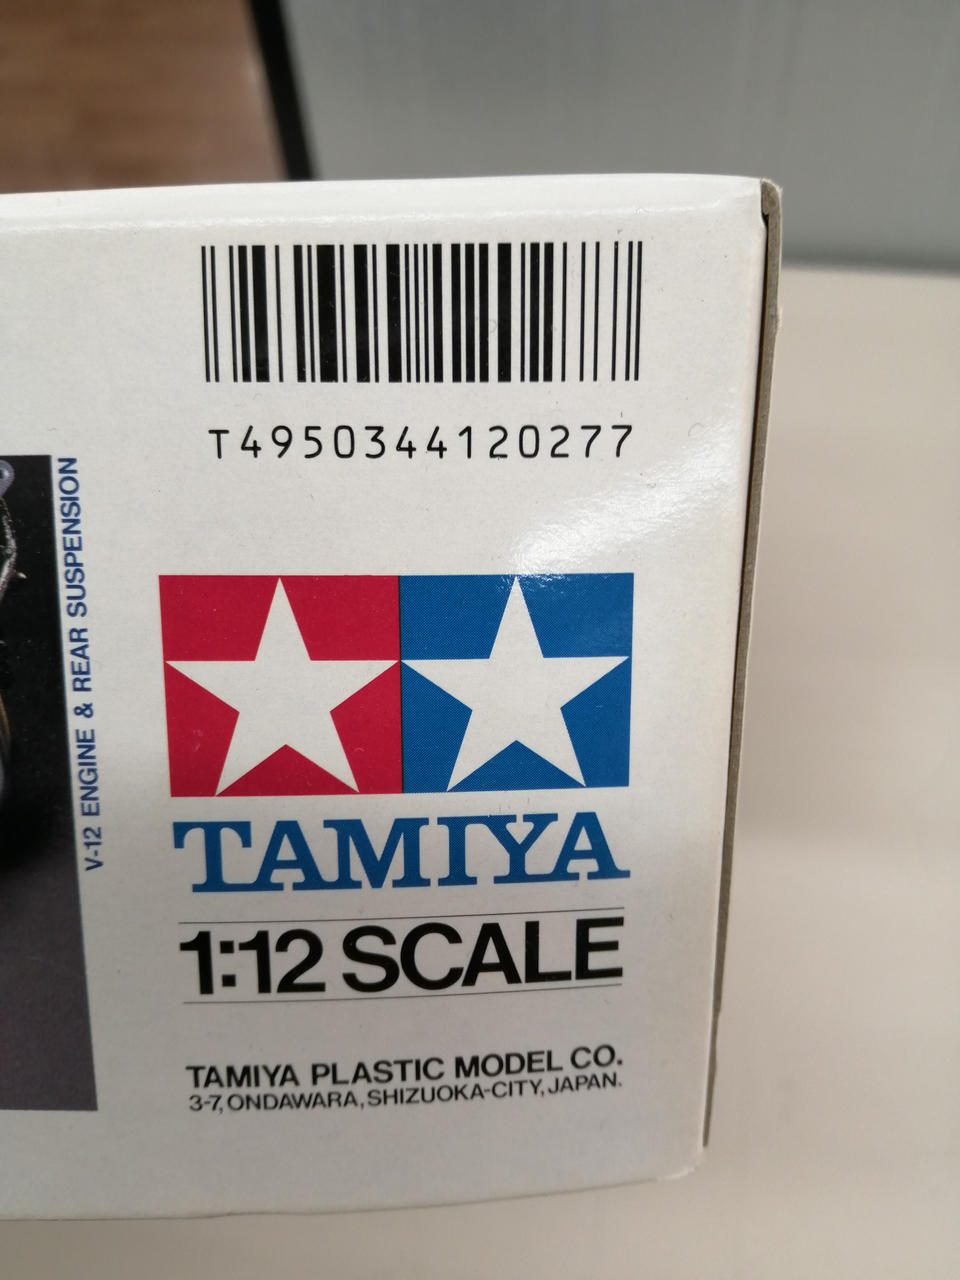 T4950344120277
V-12 ENGINE & REAR SUSPENSION
TAMIYA
1:12 SCALE
TAMIYA PLASTIC MODEL CO.
3-7, ONDAWARA, SHIZUOKA-CITY, JAPAN.